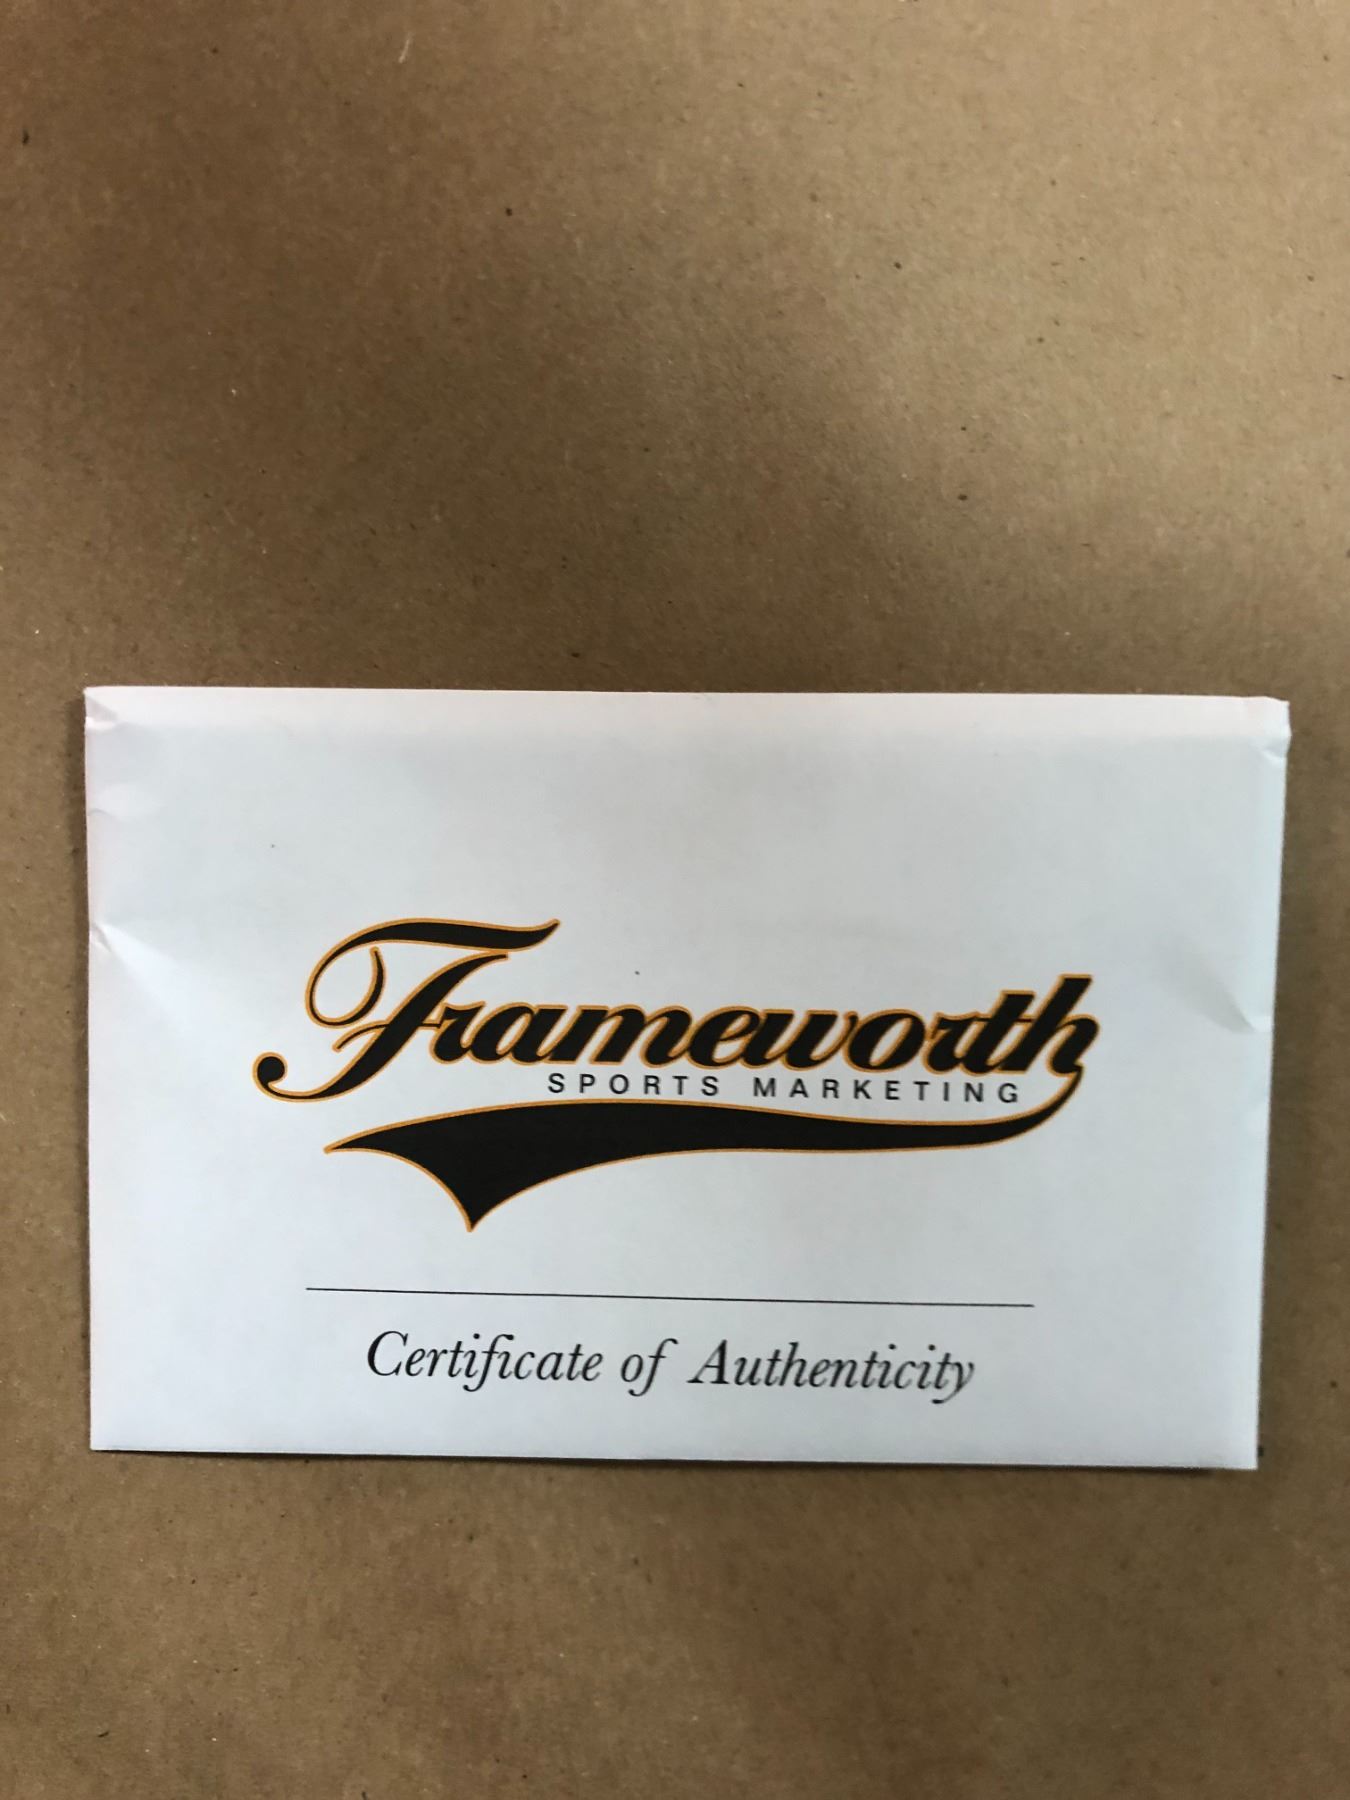 Frameworth
SPORTS MARKETING
Certificate of Authenticity